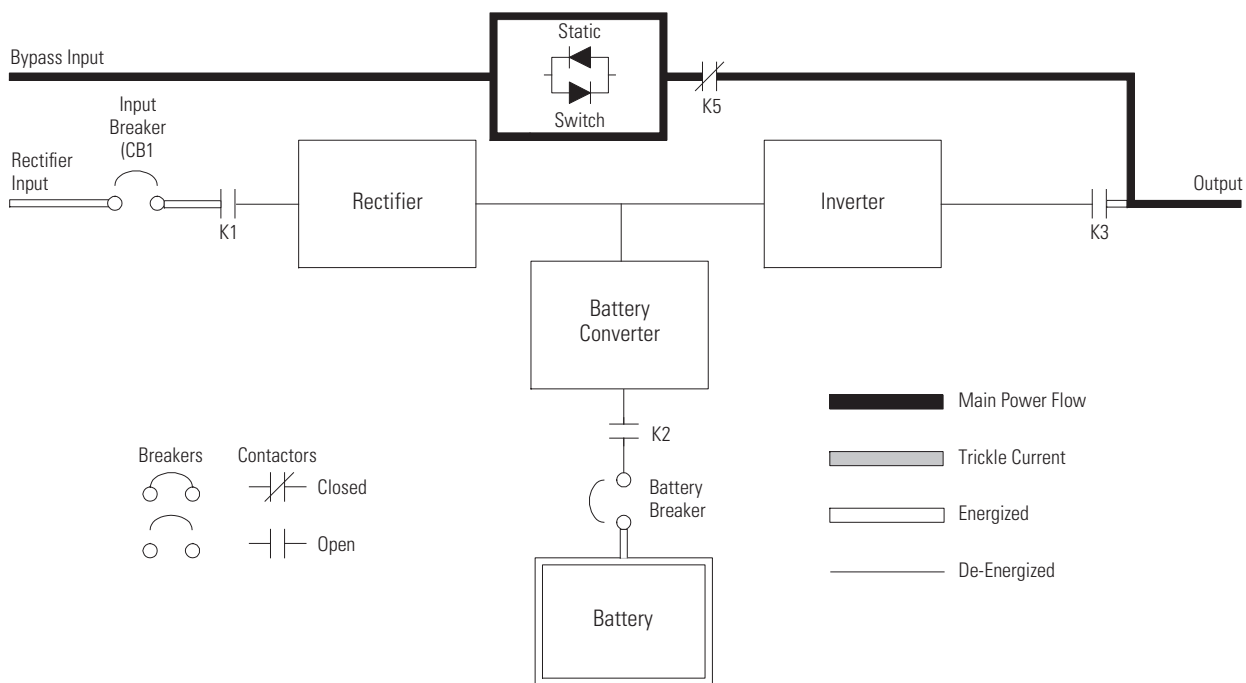 Static
Bypass Input
Switch
K5
Input
Breaker
(CB1
Rectifier
Input
K1
Rectifier
Inverter
K3
Output
Battery
Converter
K2
Battery
Breaker
Battery
Main Power Flow
Trickle Current
Energized
De-Energized
Breakers
Contactors
Closed
Open